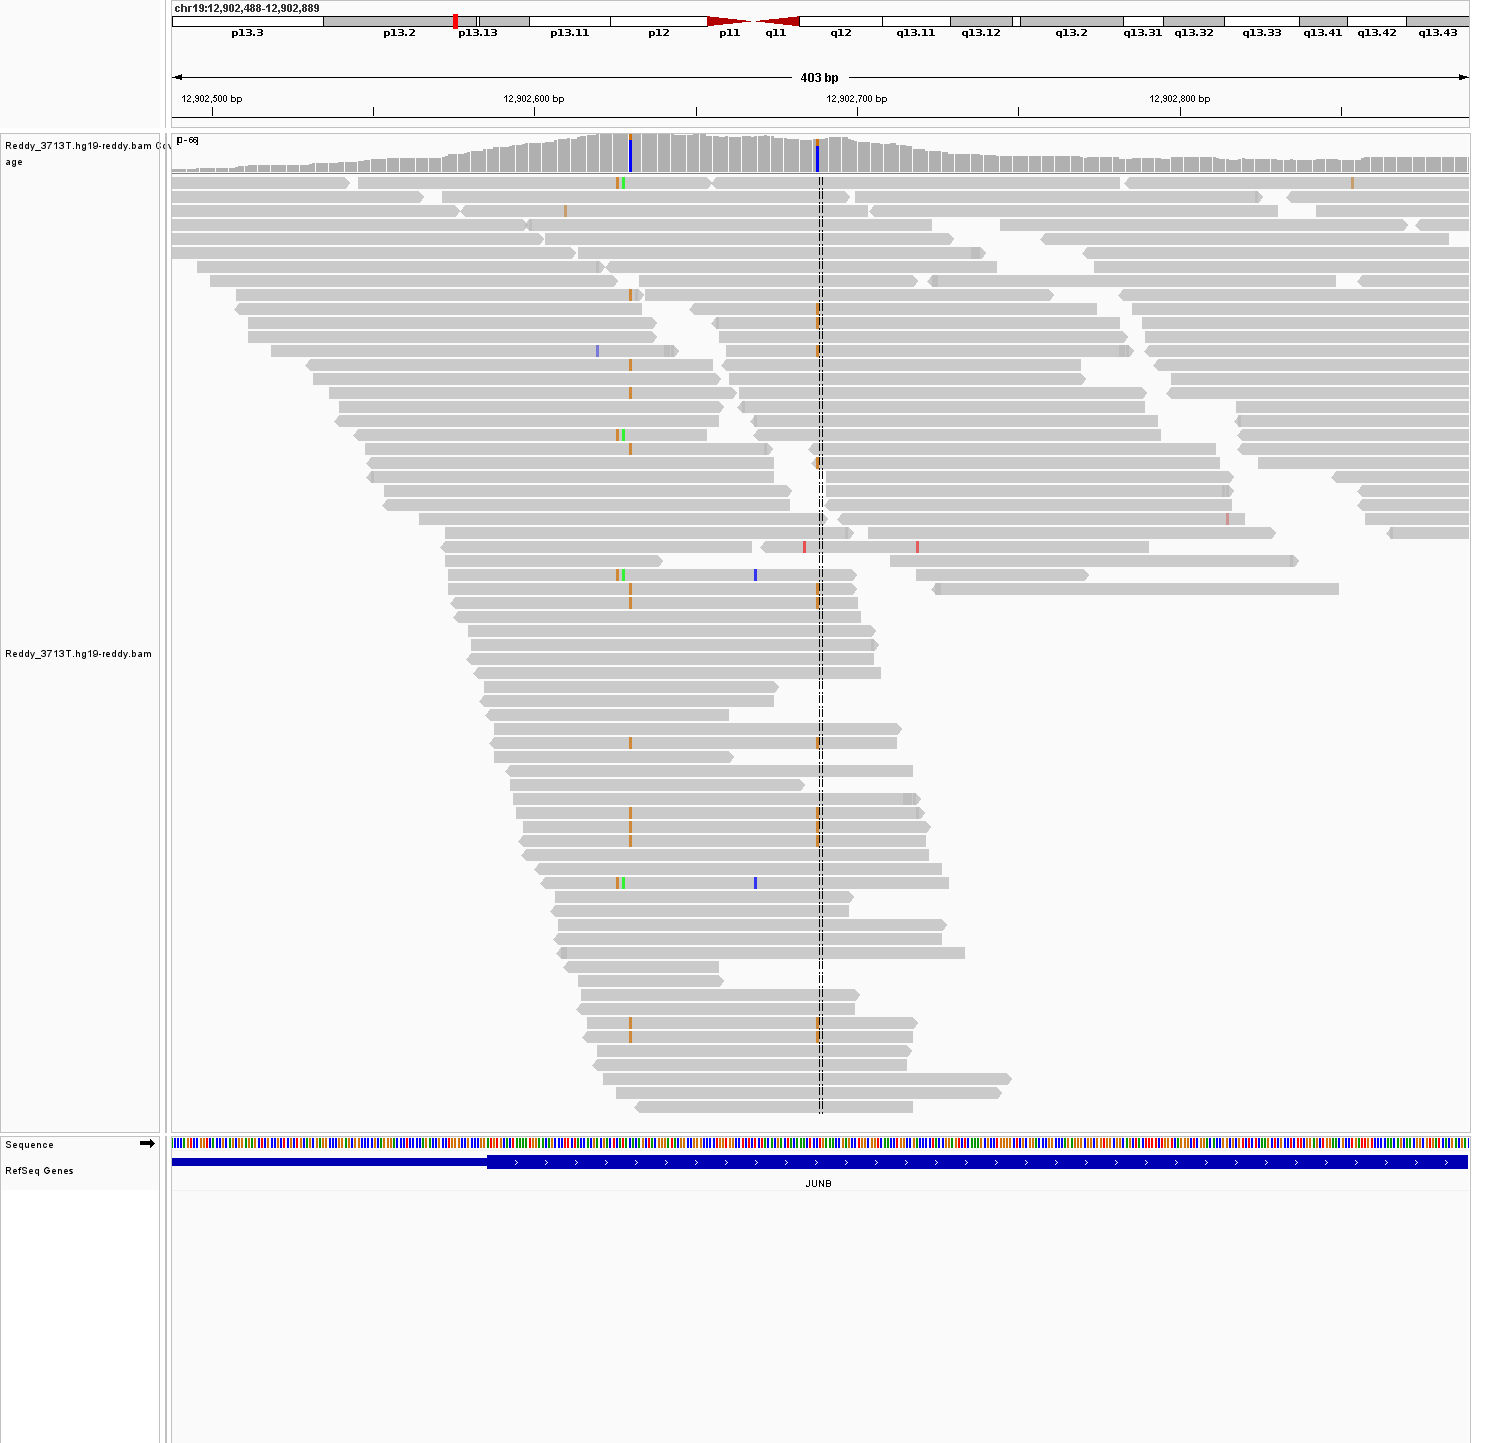 chr19:12,902,488-12,902,889
p13.3 p13.2 p13.13 p13.11 p12 p11 q11 q12 q13.11 q13.12 q13.2 q13.31 q13.32 q13.33 q13.41 q13.42 q13.43
403 bp
12,902,500 bp 12,902,600 bp 12,902,700 bp 12,902,800 bp
[0 - 66]
Reddy_3713T.hg19-reddy.bam Cov
age
Reddy_3713T.hg19-reddy.bam
Sequence
RefSeq Genes
JUNB